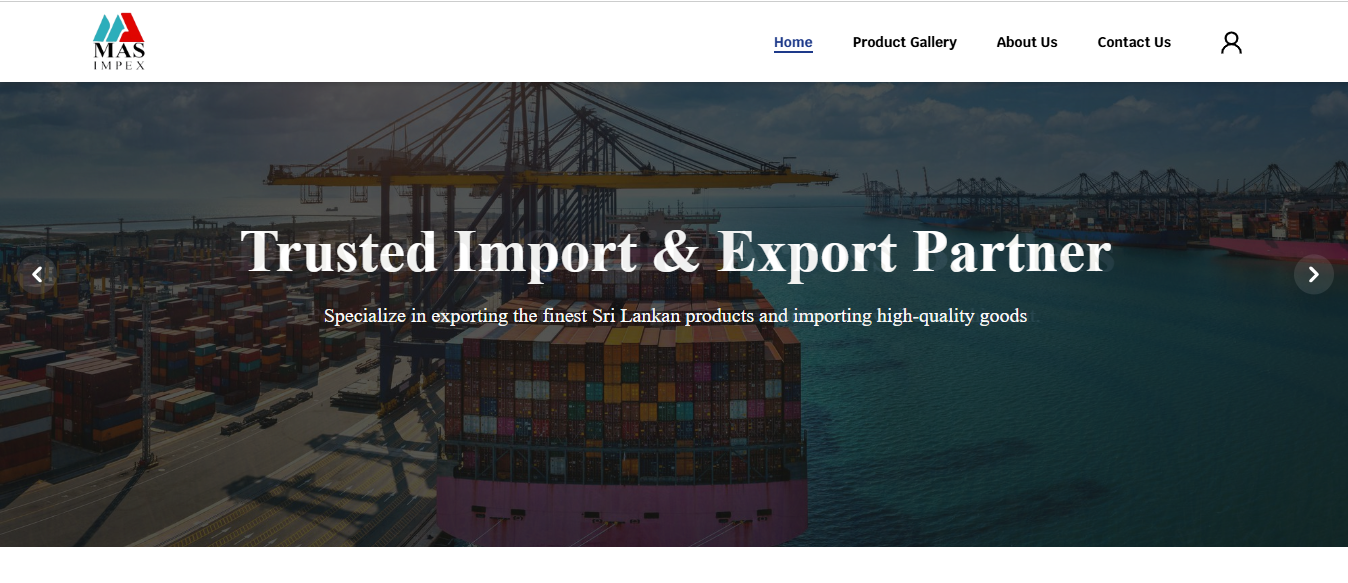 MAS
IMPEX
Home
Product Gallery
About Us
Contact Us
Trusted Import & Export Partner
Specialize in exporting the finest Sri Lankan products and importing high-quality goods